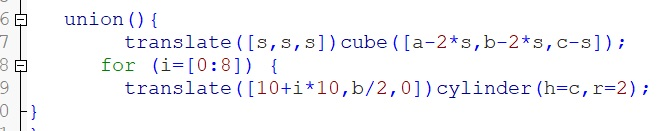 6 union(){
7 translate([s,s,s])cube([a-2*s,b-2*s,c-s]);
8 for (i=[0:8]) {
9 translate([10+i*10,b/2,0])cylinder(h=c,r=2);
0 }